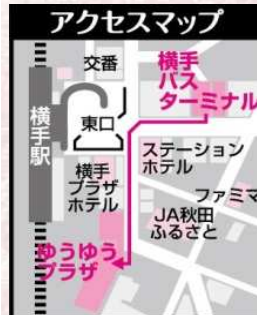 アクセスマップ
交番
横手
バス
ターミナル
横手駅
東口
ステーション
ホテル
横手
プラザ
ホテル
ファミマ
JA秋田
ふるさと
ゆうゆう
プラザ